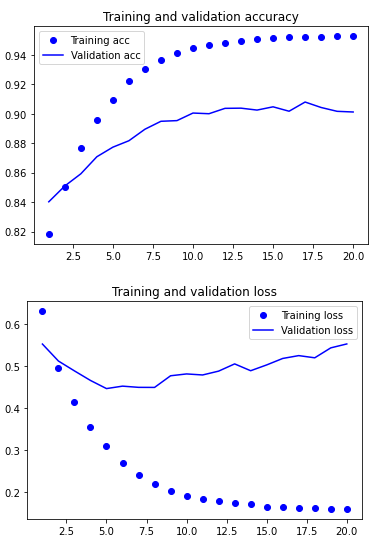 Training and validation accuracy
Training acc
Validation acc
0.94
0.92
0.90
0.88
0.86
0.84
0.82
2.5 5.0 7.5 10.0 12.5 15.0 17.5 20.0
Training and validation loss
Training loss
Validation loss
0.6
0.5
0.4
0.3
0.2
2.5 5.0 7.5 10.0 12.5 15.0 17.5 20.0